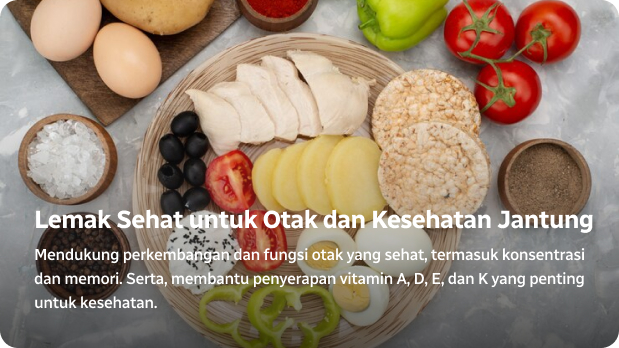 Lemak Sehat untuk Otak dan Kesehatan Jantung
Mendukung perkembangan dan fungsi otak yang sehat, termasuk konsentrasi
dan memori. Serta, membantu penyerapan vitamin A, D, E, dan K yang penting
untuk kesehatan.